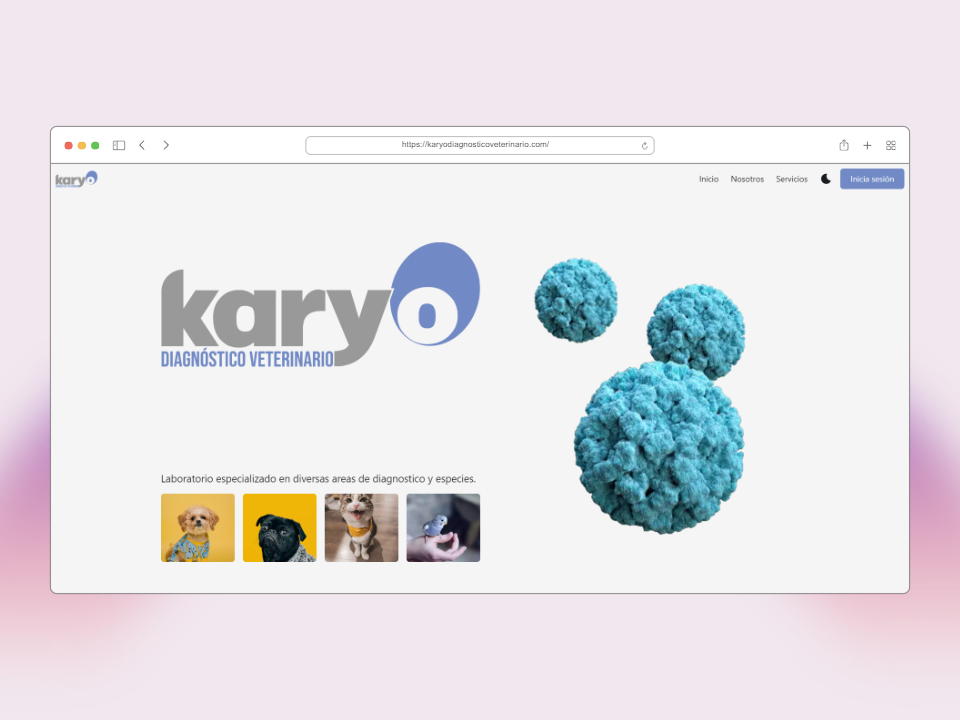 https://karyodiagnosticoveterinario.com/
karyo
Inicio Nosotros Servicios Inicia sesión
karyo
DIAGNÓSTICO VETERINARIO
Laboratorio especializado en diversas areas de diagnostico y especies.